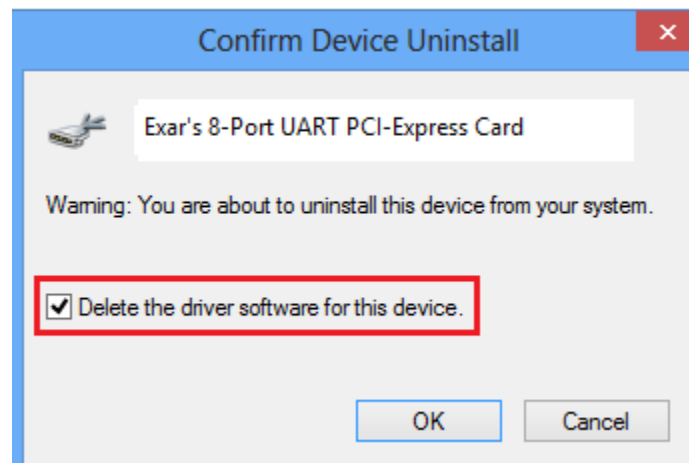 Confirm Device Uninstall
Exar's 8-Port UART PCI-Express Card
Warning: You are about to uninstall this device from your system.
Delete the driver software for this device.
OK Cancel